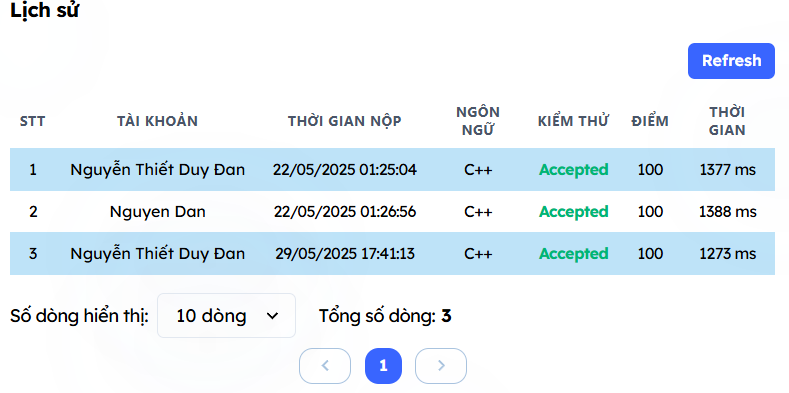 Lịch sử
Refresh
STT TÀI KHOẢN THỜI GIAN NỘP NGÔN NGỮ KIỂM THỬ ĐIỂM THỜI GIAN
1 Nguyễn Thiết Duy Đan 22/05/2025 01:25:04 C++ Accepted 100 1377 ms
2 Nguyen Dan 22/05/2025 01:26:56 C++ Accepted 100 1388 ms
3 Nguyễn Thiết Duy Đan 29/05/2025 17:41:13 C++ Accepted 100 1273 ms
Số dòng hiển thị: 10 dòng Tổng số dòng: 3
1